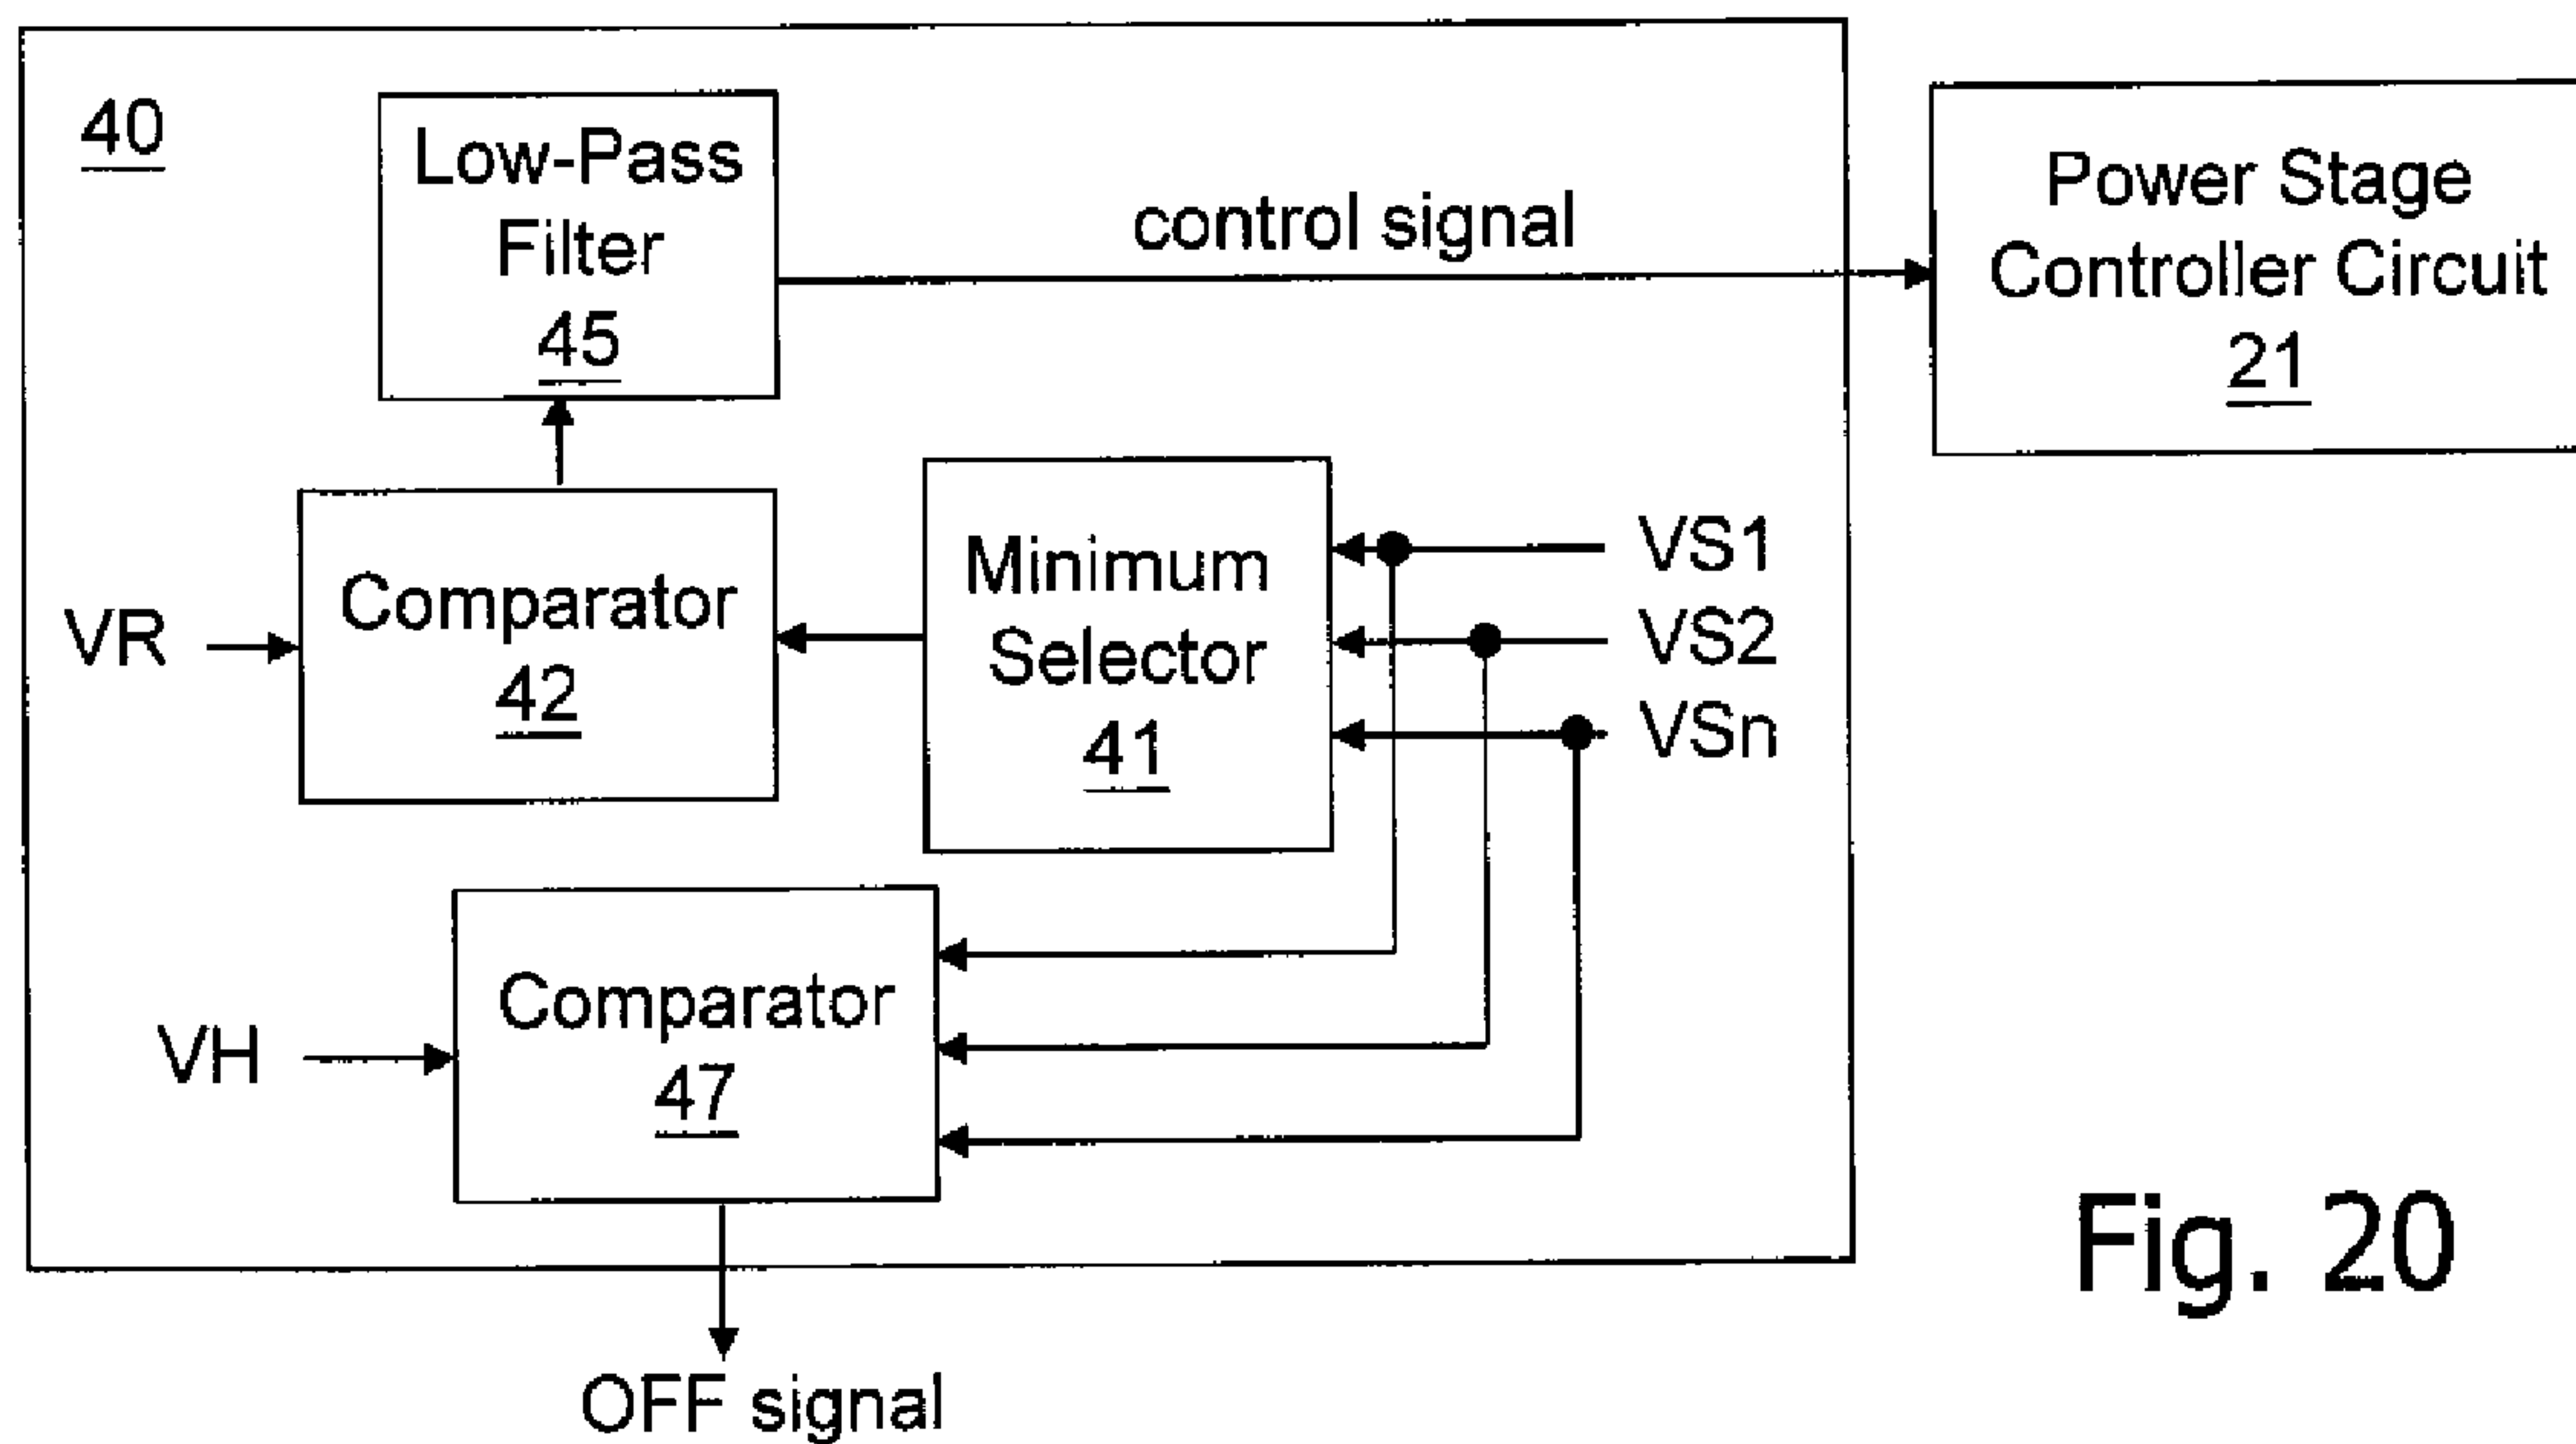 40
Low-Pass
Filter
45
control signal
Power Stage
Controller Circuit
21
VR
Comparator
42
Minimum
Selector
41
VS1
VS2
VSn
VH
Comparator
47
OFF signal
Fig. 20